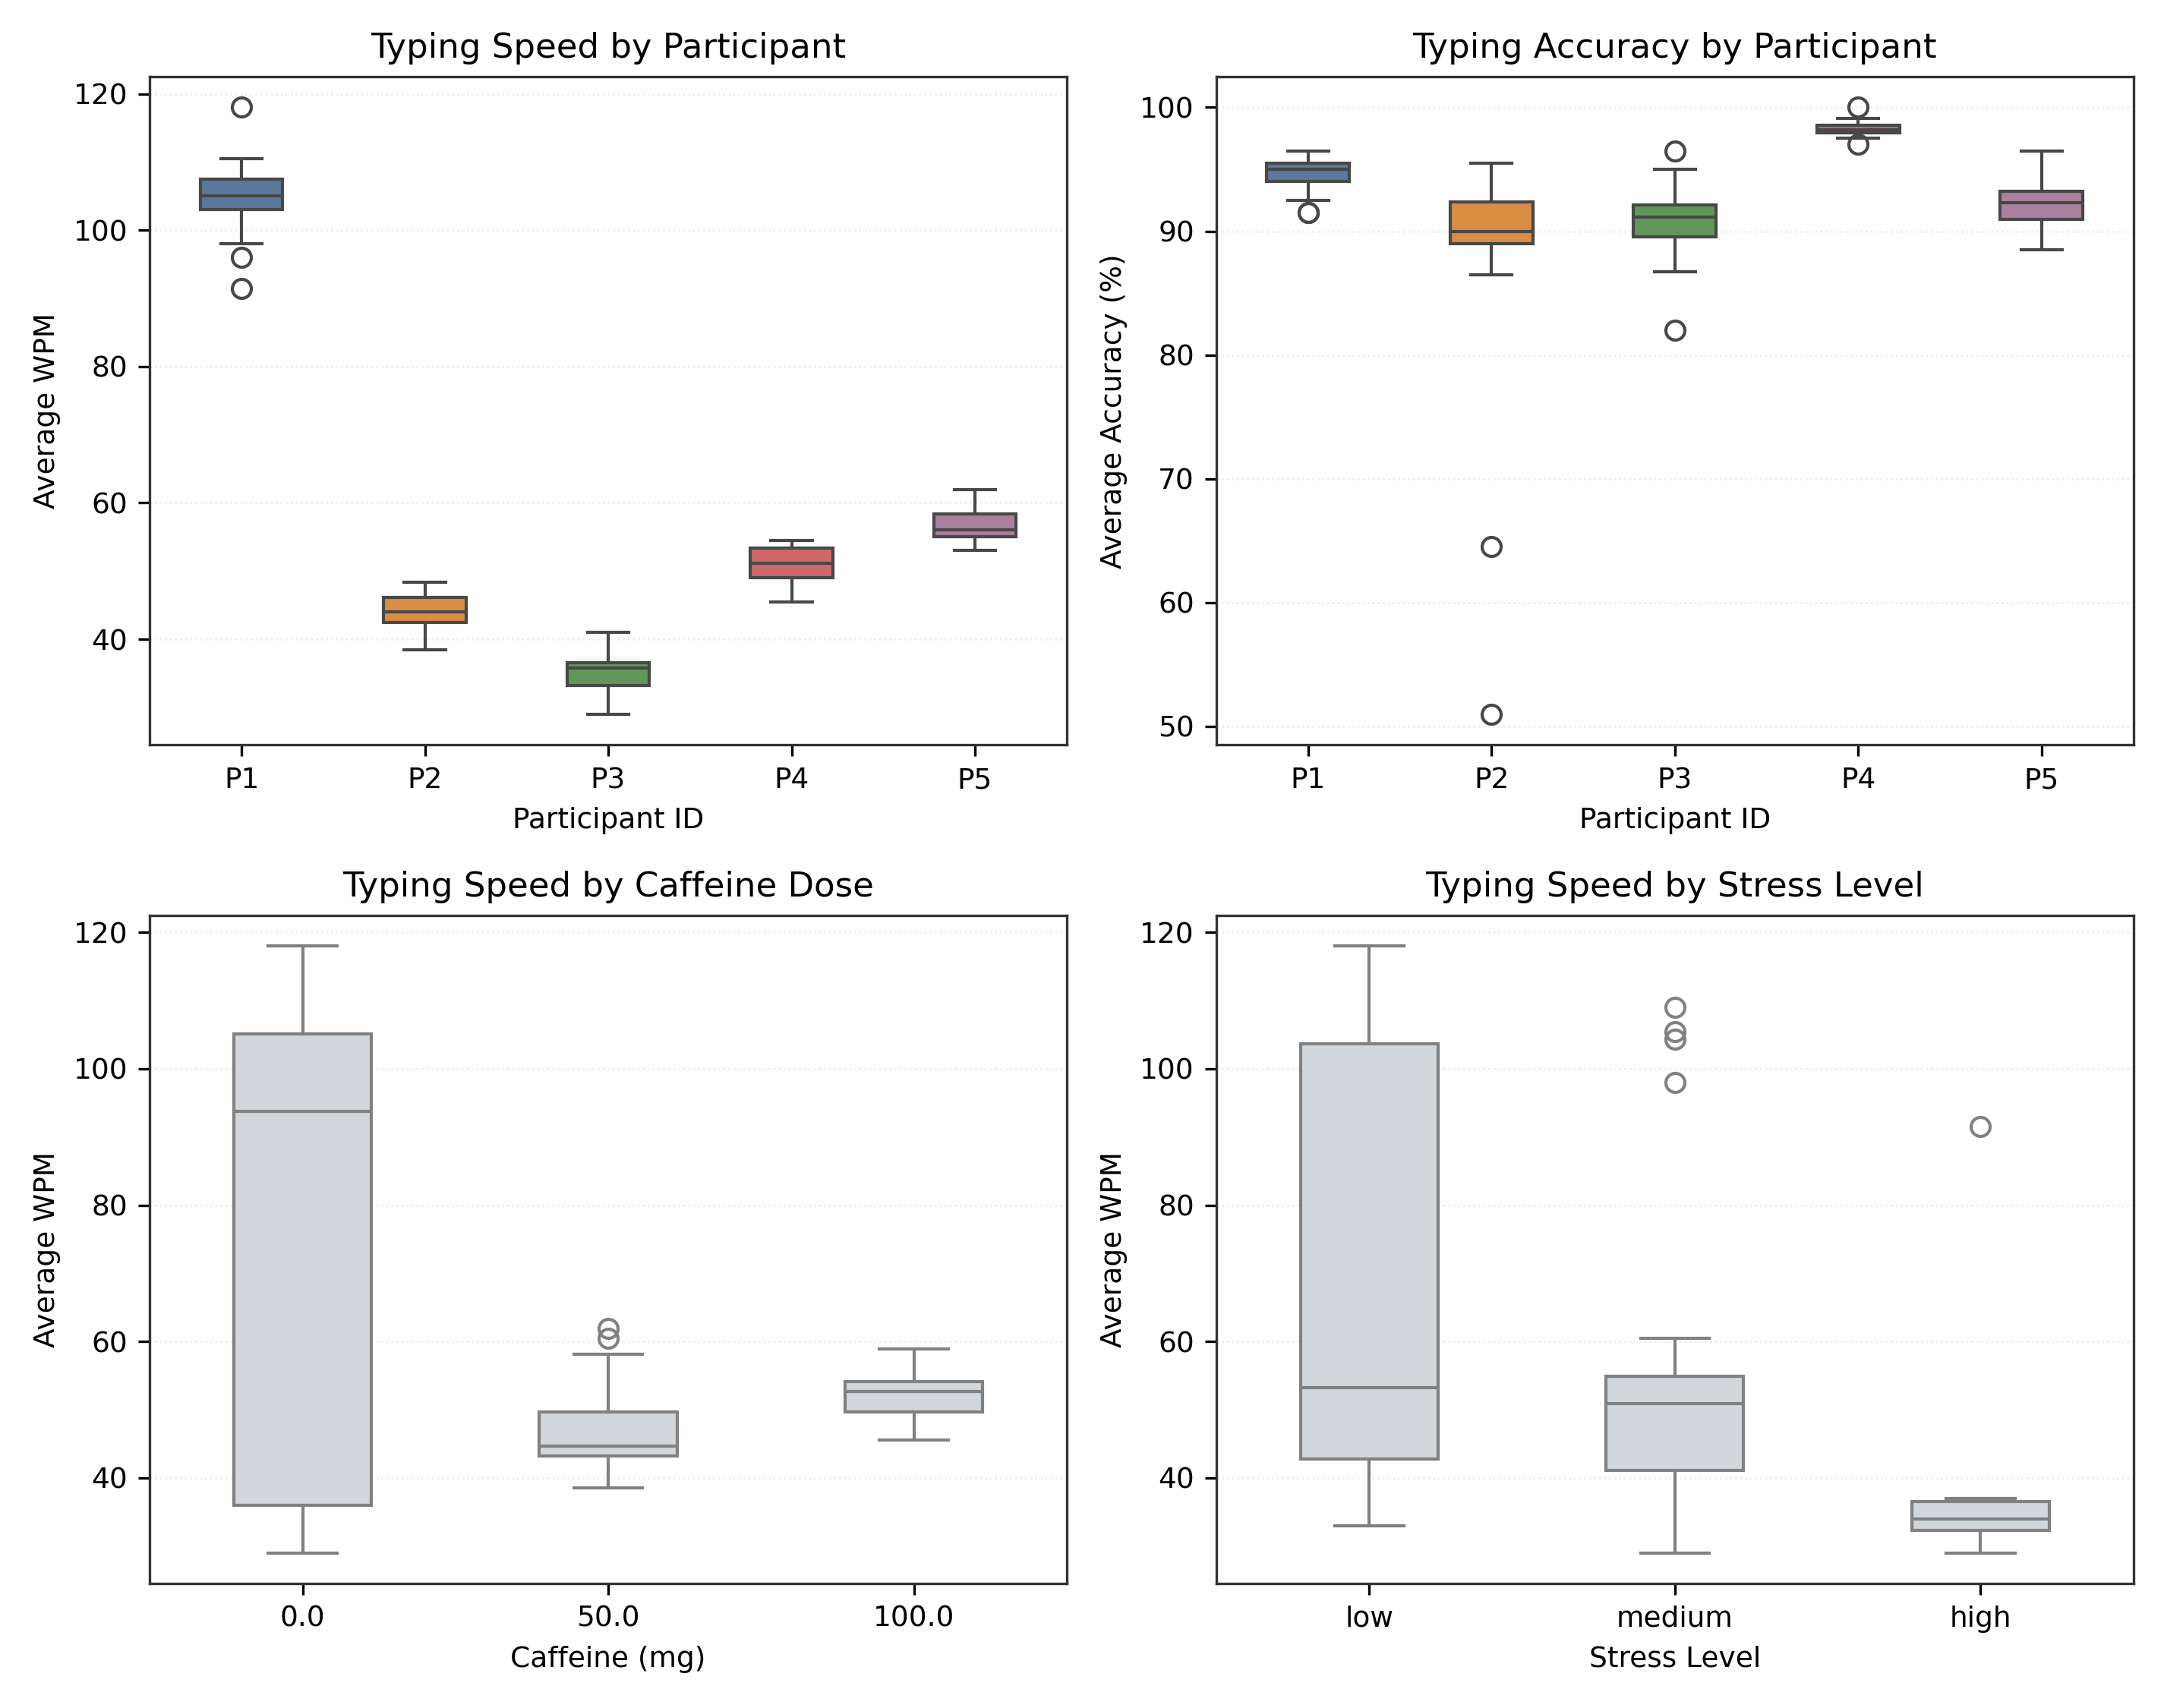 Typing Speed by Participant
120
100
80
60
40
Average WPM
P1 P2 P3 P4 P5
Participant ID
Typing Accuracy by Participant
100
90
80
70
60
50
Average Accuracy (%)
P1 P2 P3 P4 P5
Participant ID
Typing Speed by Caffeine Dose
120
100
80
60
40
Average WPM
0.0 50.0 100.0
Caffeine (mg)
Typing Speed by Stress Level
120
100
80
60
40
Average WPM
low medium high
Stress Level